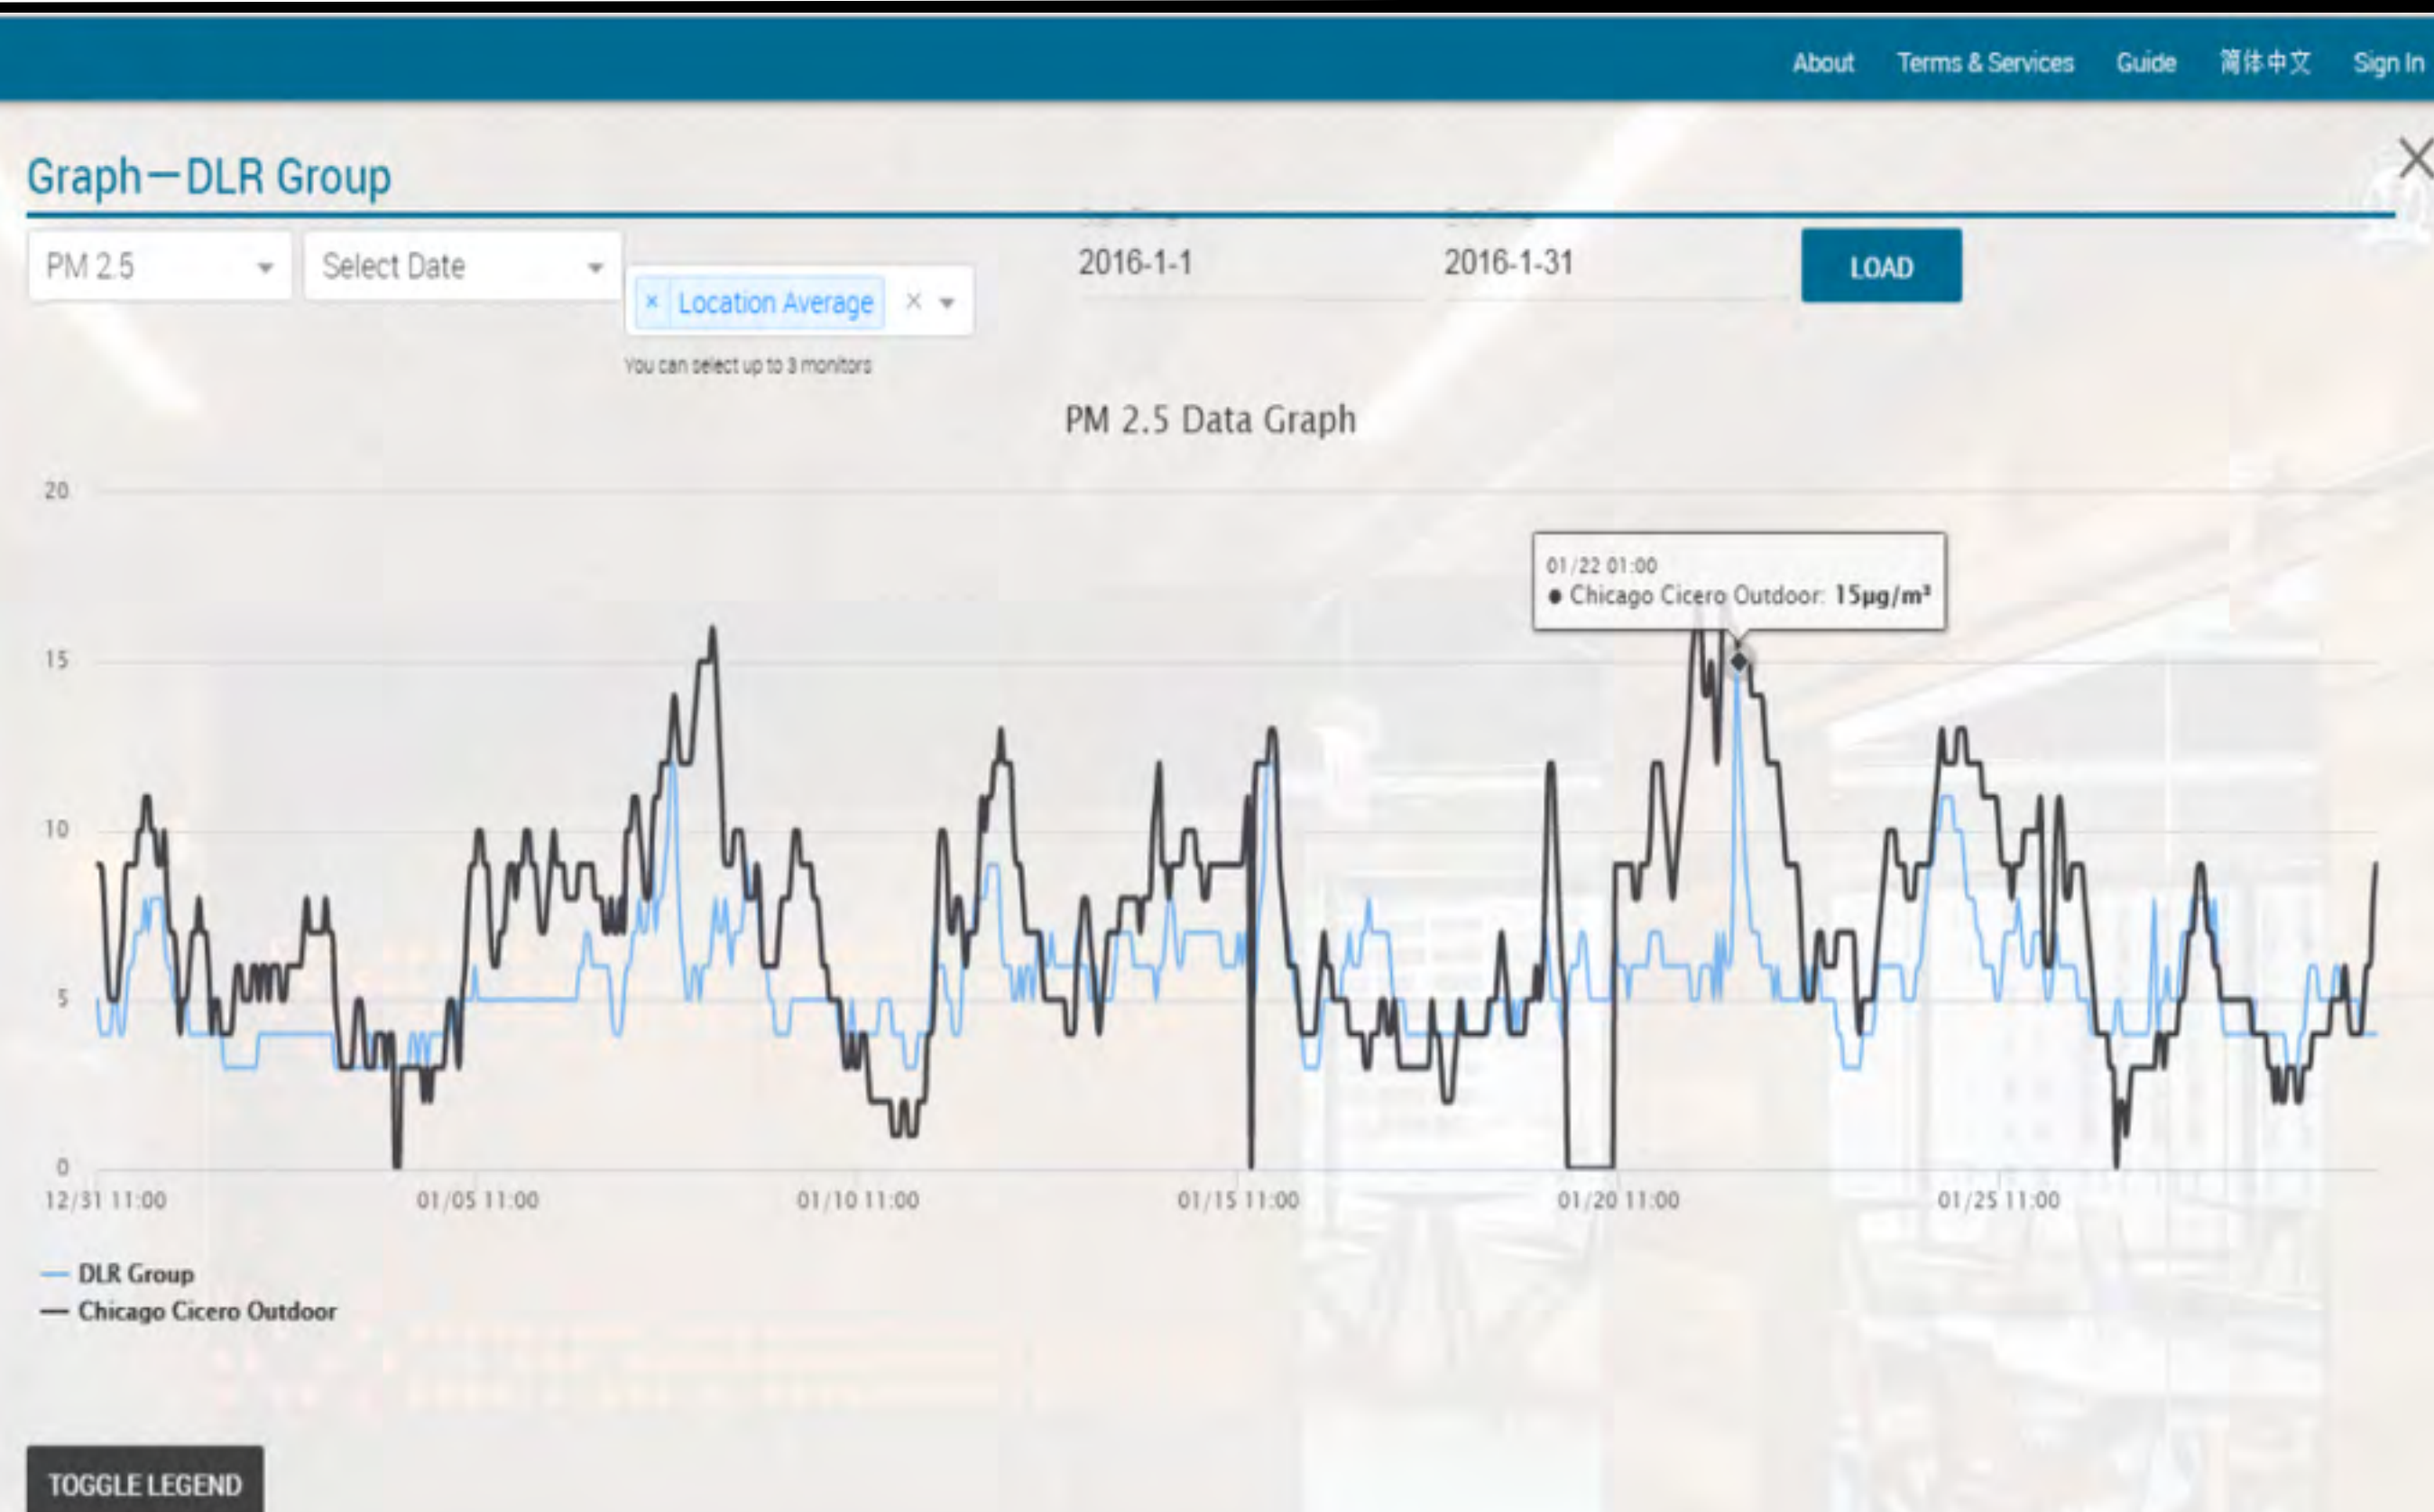 About Terms & Services Guide 简体中文 Sign In
Graph—DLR Group
PM 2.5 Select Date 2016-1-1 2016-1-31 LOAD
× Location Average ×
You can select up to 3 monitors
PM 2.5 Data Graph
20
01/22 01:00
● Chicago Cicero Outdoor: 15µg/m³
15
10
5
0
12/31 11:00 01/05 11:00 01/10 11:00 01/15 11:00 01/20 11:00 01/25 11:00
DLR Group
Chicago Cicero Outdoor
TOGGLE LEGEND